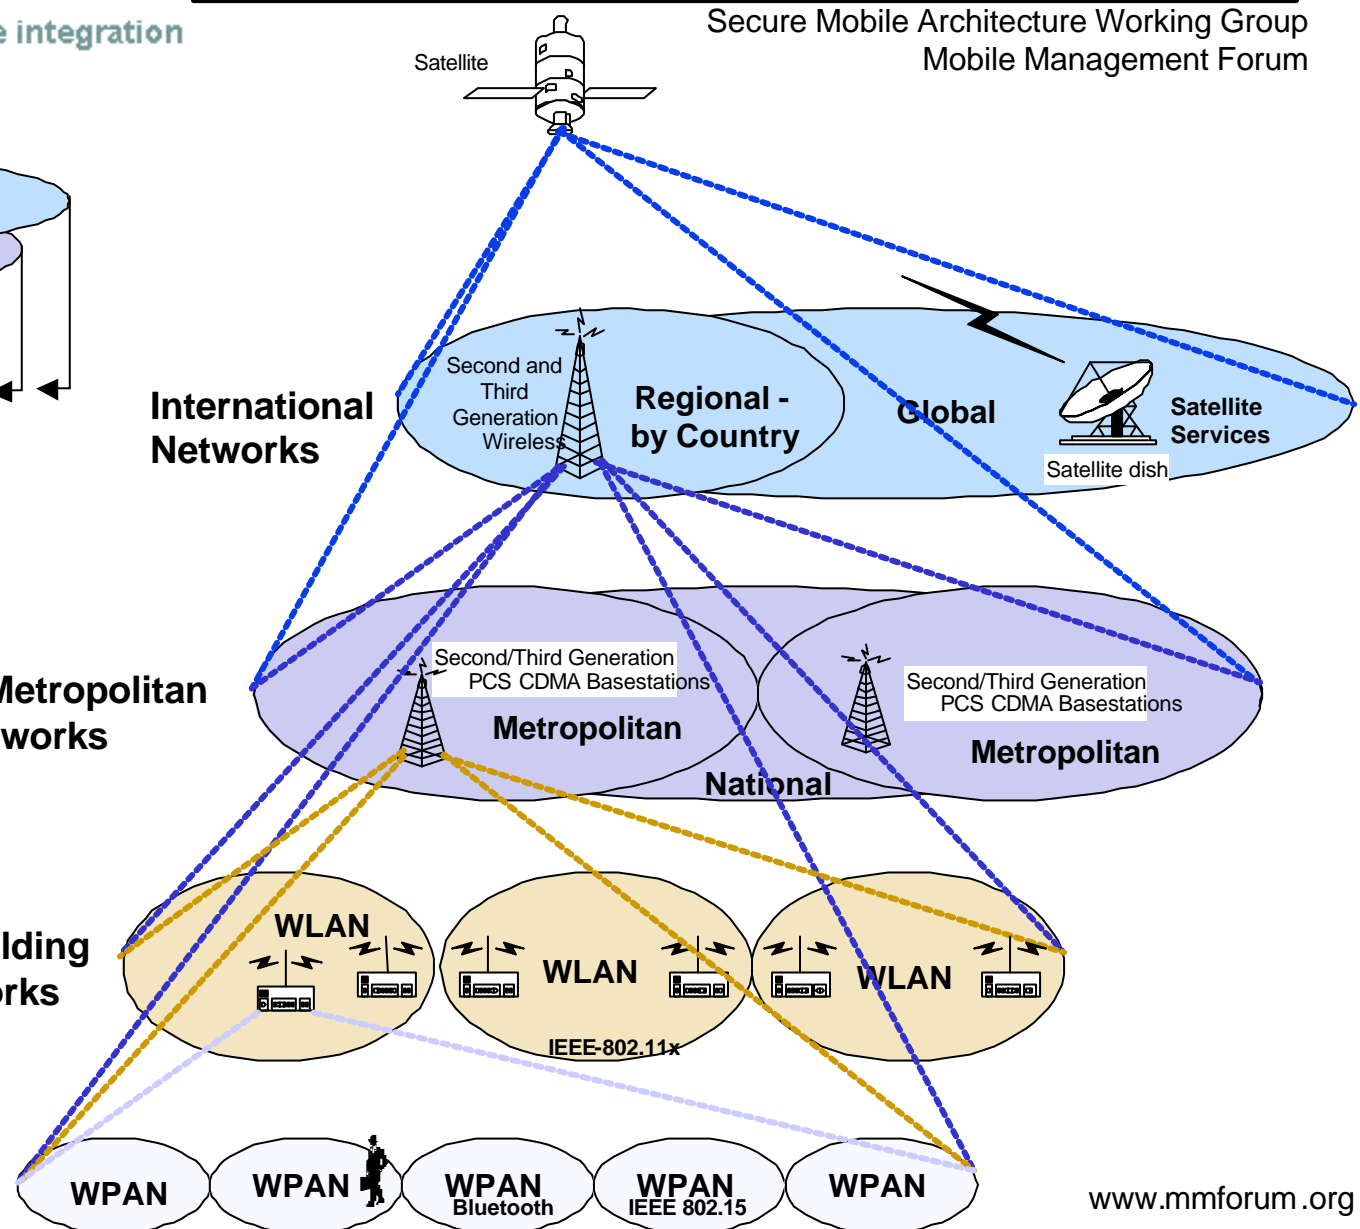 e integration
Secure Mobile Architecture Working Group
Mobile Management Forum
Satellite
International
Networks
Second and
Third
Generation
Wireless
Regional -
by Country
Global
Satellite
Services
Satellite dish
Metropolitan
works
Second/Third Generation
PCS CDMA Basestations
Metropolitan
Second/Third Generation
PCS CDMA Basestations
Metropolitan
National
lding
rks
WLAN
WLAN
WLAN
IEEE-802.11x
WPAN
WPAN
WPAN
Bluetooth
WPAN
IEEE 802.15
WPAN
www.mmforum.org